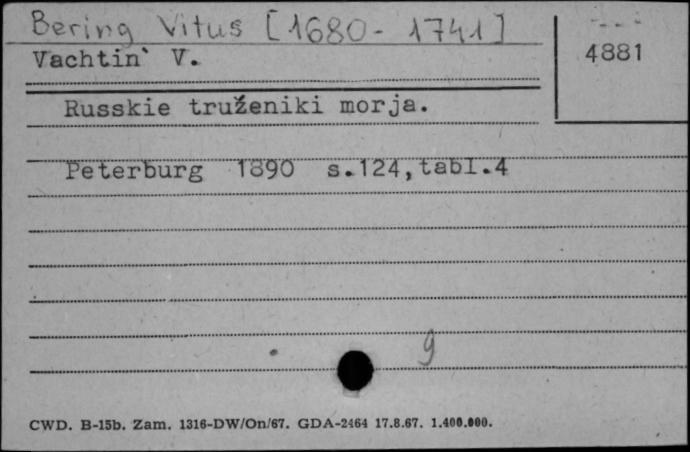 Bering Vitus [1680-1741]
Vachtin` V.
4881
Russkie truženiki morja.
Peterburg 1890 s.124,tabl.4
9
CWD. B-15b. Zam. 1316-DW/On/67. GDA-2464 17.8.67. 1.400.000.